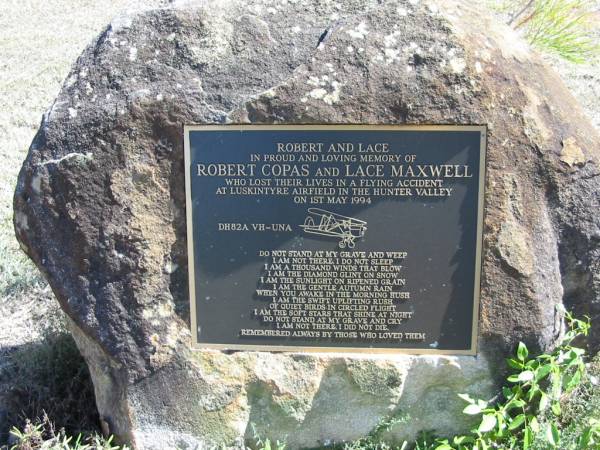 ROBERT AND LACE
IN PROUD AND LOVING MEMORY OF
ROBERT COPAS AND LACE MAXWELL
WHO LOST THEIR LIVES IN A FLYING ACCIDENT
AT LUSKINTYRE AIRFIELD IN THE HUNTER VALLEY
ON 1ST MAY 1994
DH82A VH-UNA
DO NOT STAND AT MY GRAVE AND WEEP
I AM NOT THERE, I DO NOT SLEEP
I AM A THOUSAND WINDS THAT BLOW
I AM THE DIAMOND GLINT ON SNOW
I AM THE SUNLIGHT ON RIPENED GRAIN
I AM THE GENTLE AUTUMN RAIN
WHEN YOU AWAKE IN THE MORNING HUSH
I AM THE SWIFT UPLIFTING RUSH
OF QUIET BIRDS IN CIRCLED FLIGHT
I AM THE SOFT STARS THAT SHINE AT NIGHT
DO NOT STAND AT MY GRAVE AND CRY
I AM NOT THERE, I DID NOT DIE.
REMEMBERED ALWAYS BY THOSE WHO LOVED THEM